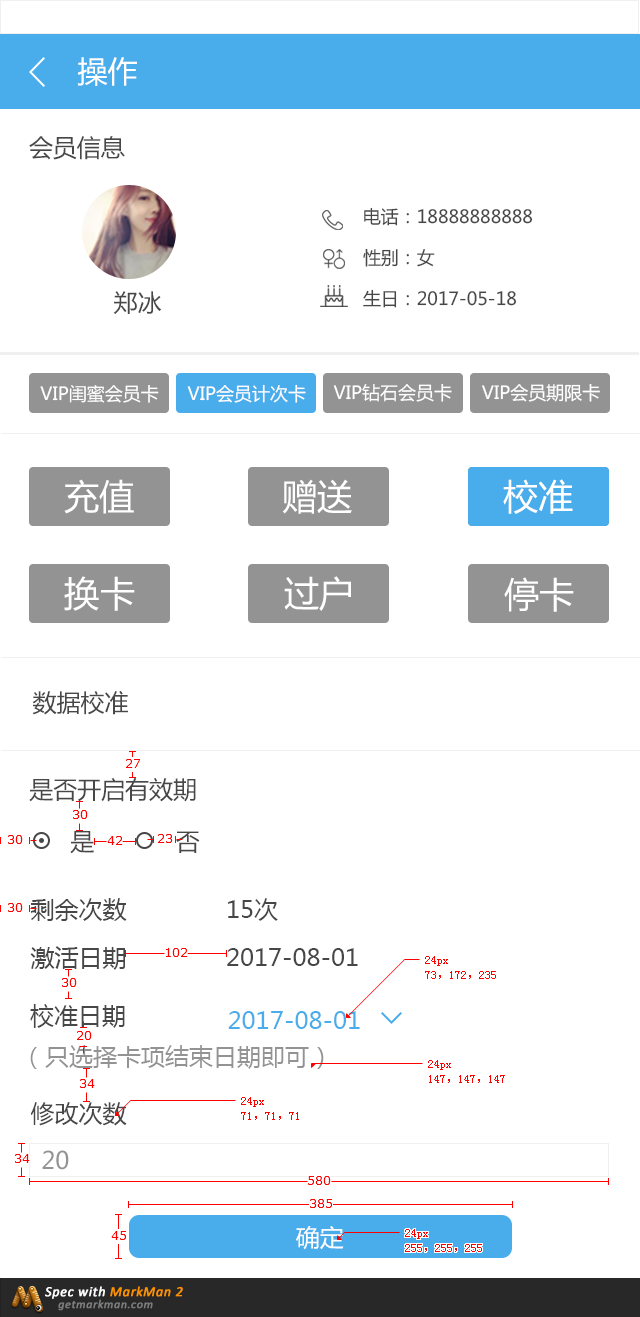 操作
会员信息
电话：18888888888
性别：女
郑冰
生日：2017-05-18
VIP闺蜜会员卡 VIP会员计次卡 VIP钻石会员卡 VIP会员期限卡
充值 赠送 校准
换卡 过户 停卡
数据校准
27
是否开启有效期
30
30 是 42 23 否
30 剩余次数 15次
激活日期 102 2017-08-01
24px
73, 172, 235
30
校准日期 2017-08-01
20
(只选择卡项结束日期即可)
24px
147, 147, 147
34
修改次数
24px
71, 71, 71
34 20
580
385
45 确定
24px
255, 255, 255
Spec with MarkMan 2
getmarkman.com